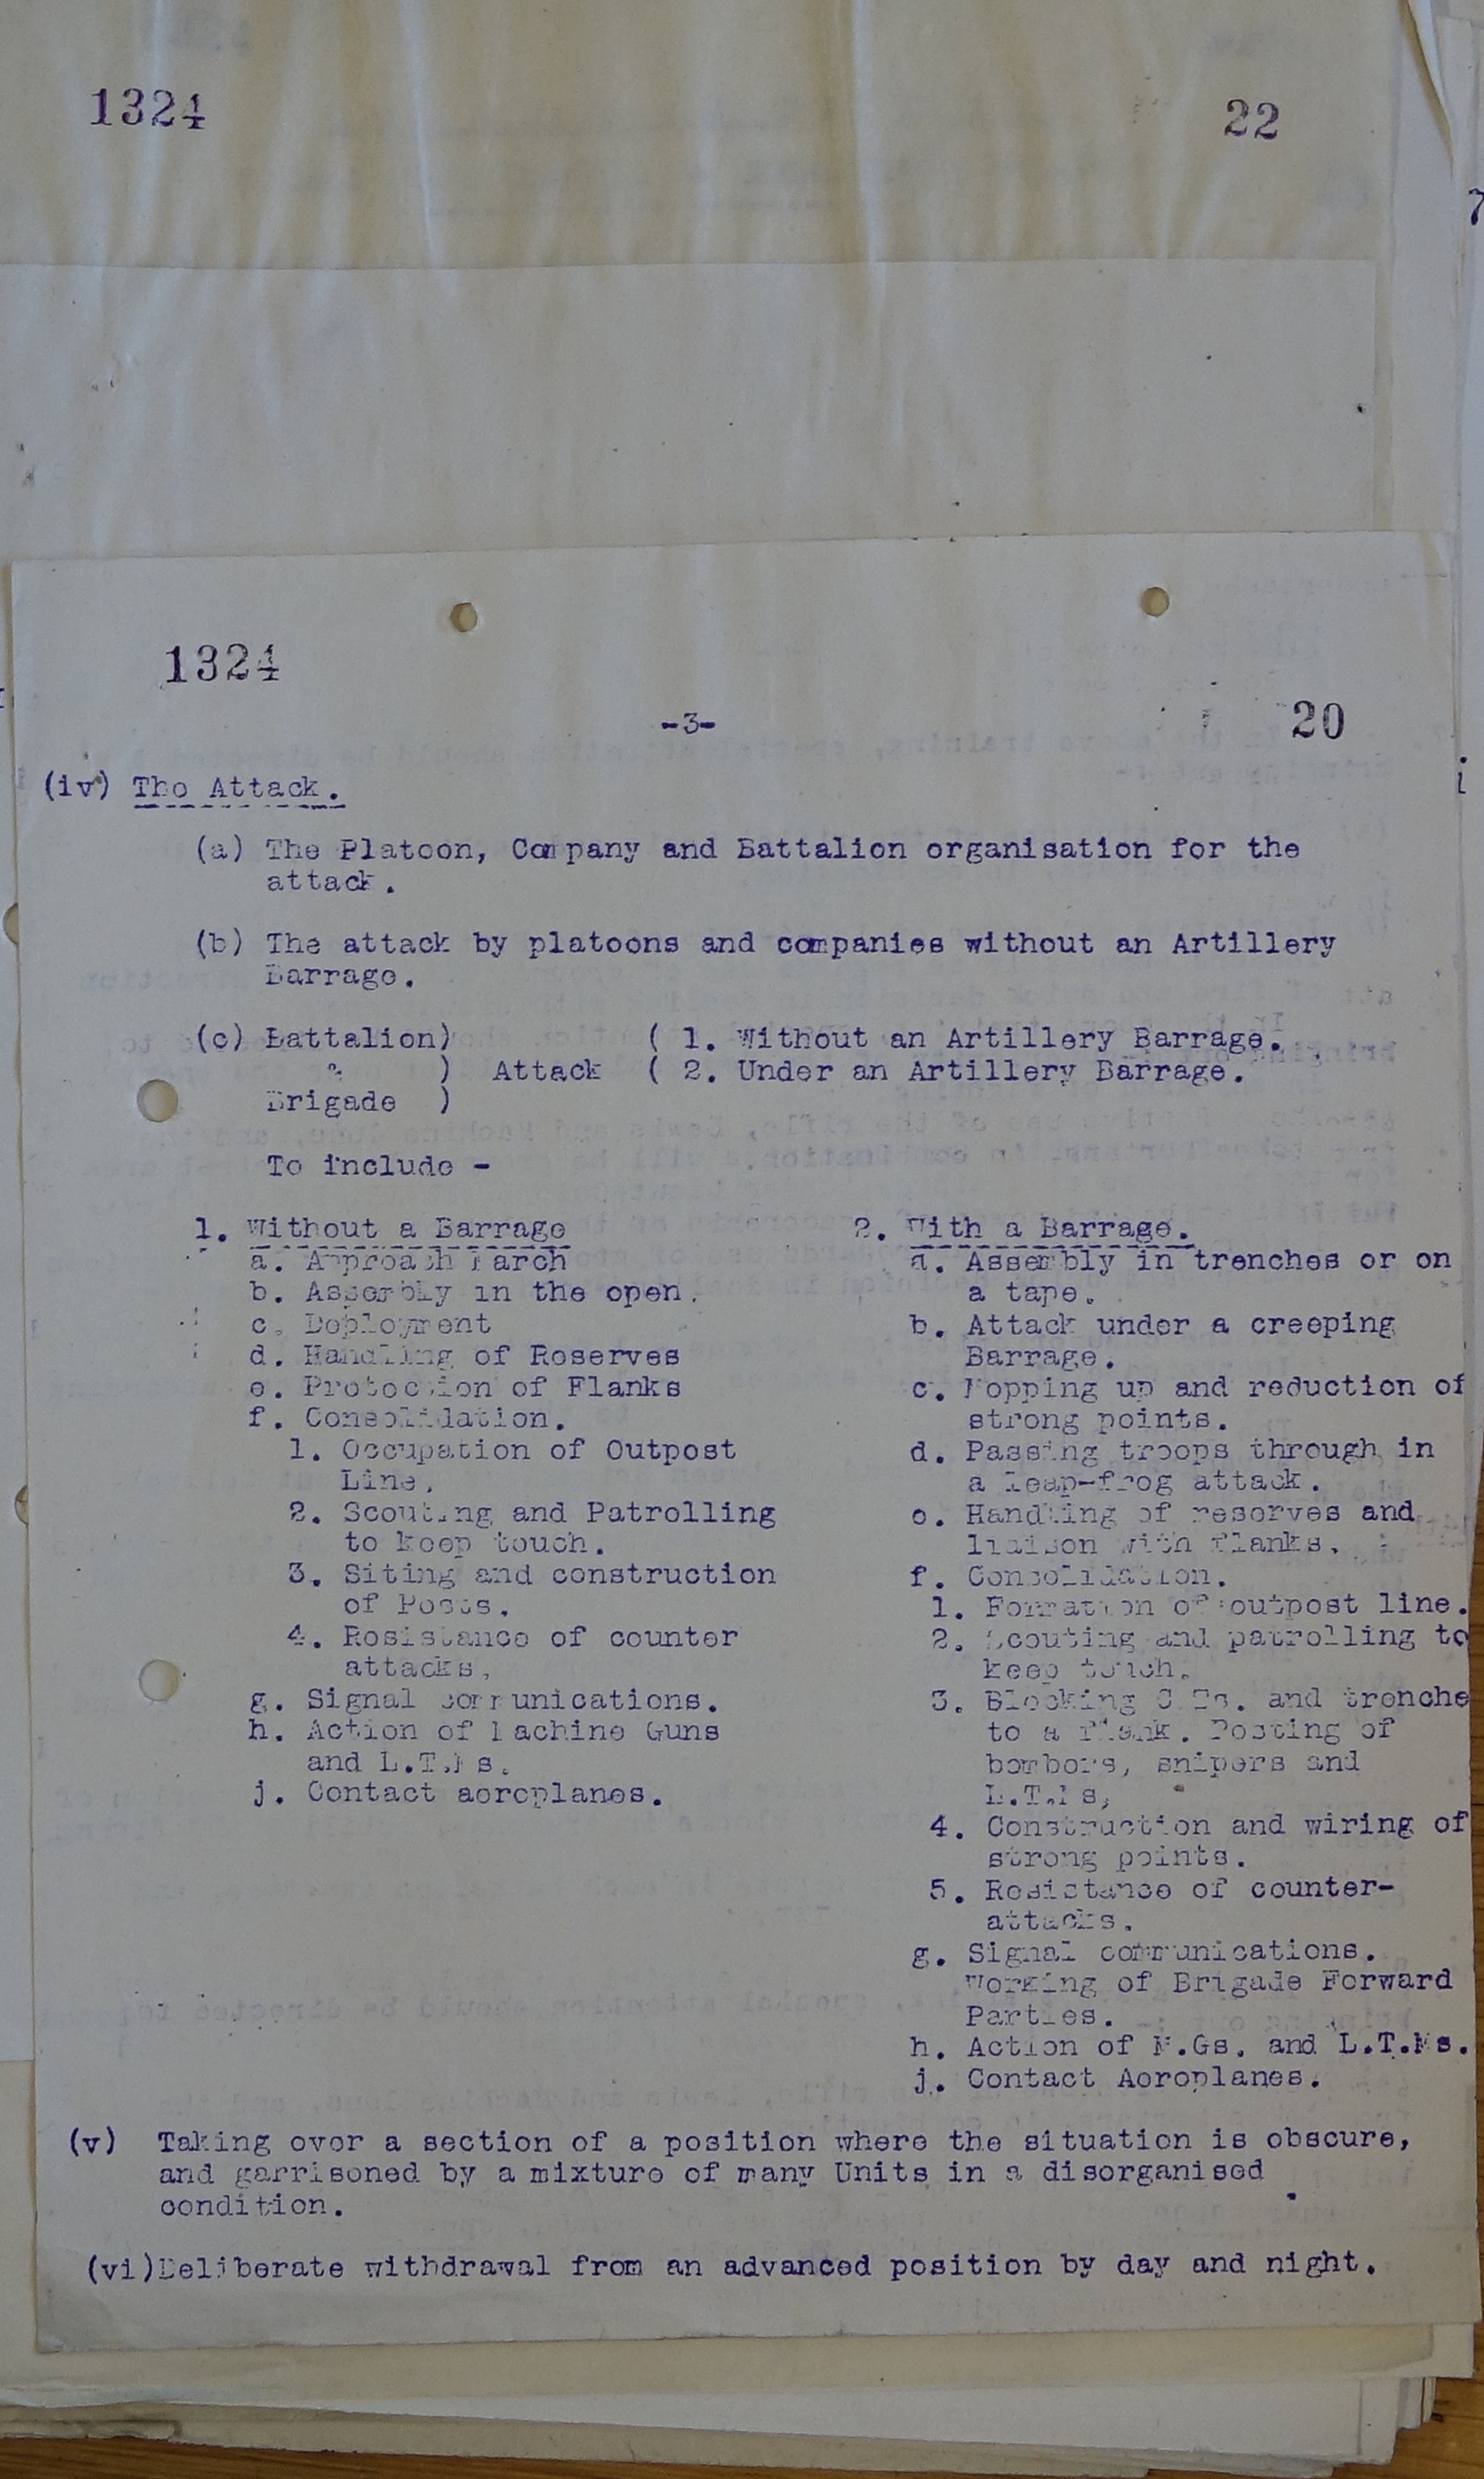 1324 22
1324
-3- 20
(iv) The Attack.
(a) The Platoon, Company and Battalion organisation for the
attack.
(b) The attack by platoons and companies without an Artillery
Barrage.
(c) Battalion) ( 1. Without an Artillery Barrage.
& ) Attack ( 2. Under an Artillery Barrage.
Brigade )
To include -
1. Without a Barrage
a. Approach March
b. Assembly in the open.
c. Deployment
d. Handling of Reserves
e. Protection of Flanks
f. Consolidation.
1. Occupation of Outpost
Line.
2. Scouting and Patrolling
to keep touch.
3. Siting and construction
of Posts.
4. Resistance of counter
attacks.
g. Signal communications.
h. Action of Machine Guns
and L.T.Ms.
j. Contact aeroplanes.
2. With a Barrage.
a. Assembly in trenches or on
a tape.
b. Attack under a creeping
Barrage.
c. Mopping up and reduction of
strong points.
d. Passing troops through in
a leap-frog attack.
e. Handling of reserves and
liaison with flanks.
f. Consolidation.
1. Formation of outpost line.
2. Scouting and patrolling to
keep touch.
3. Blocking C.Ts. and trenche
to a flank. Posting of
bombers, snipers and
L.T.Ms,
4. Construction and wiring of
strong points.
5. Resistance of counter-
attacks.
g. Signal communications.
Working of Brigade Forward
Parties.
h. Action of M.Gs. and L.T.Ms.
j. Contact Aeroplanes.
(v) Taking over a section of a position where the situation is obscure,
and garrisoned by a mixture of many Units in a disorganised
condition.
(vi)Deliberate withdrawal from an advanced position by day and night.